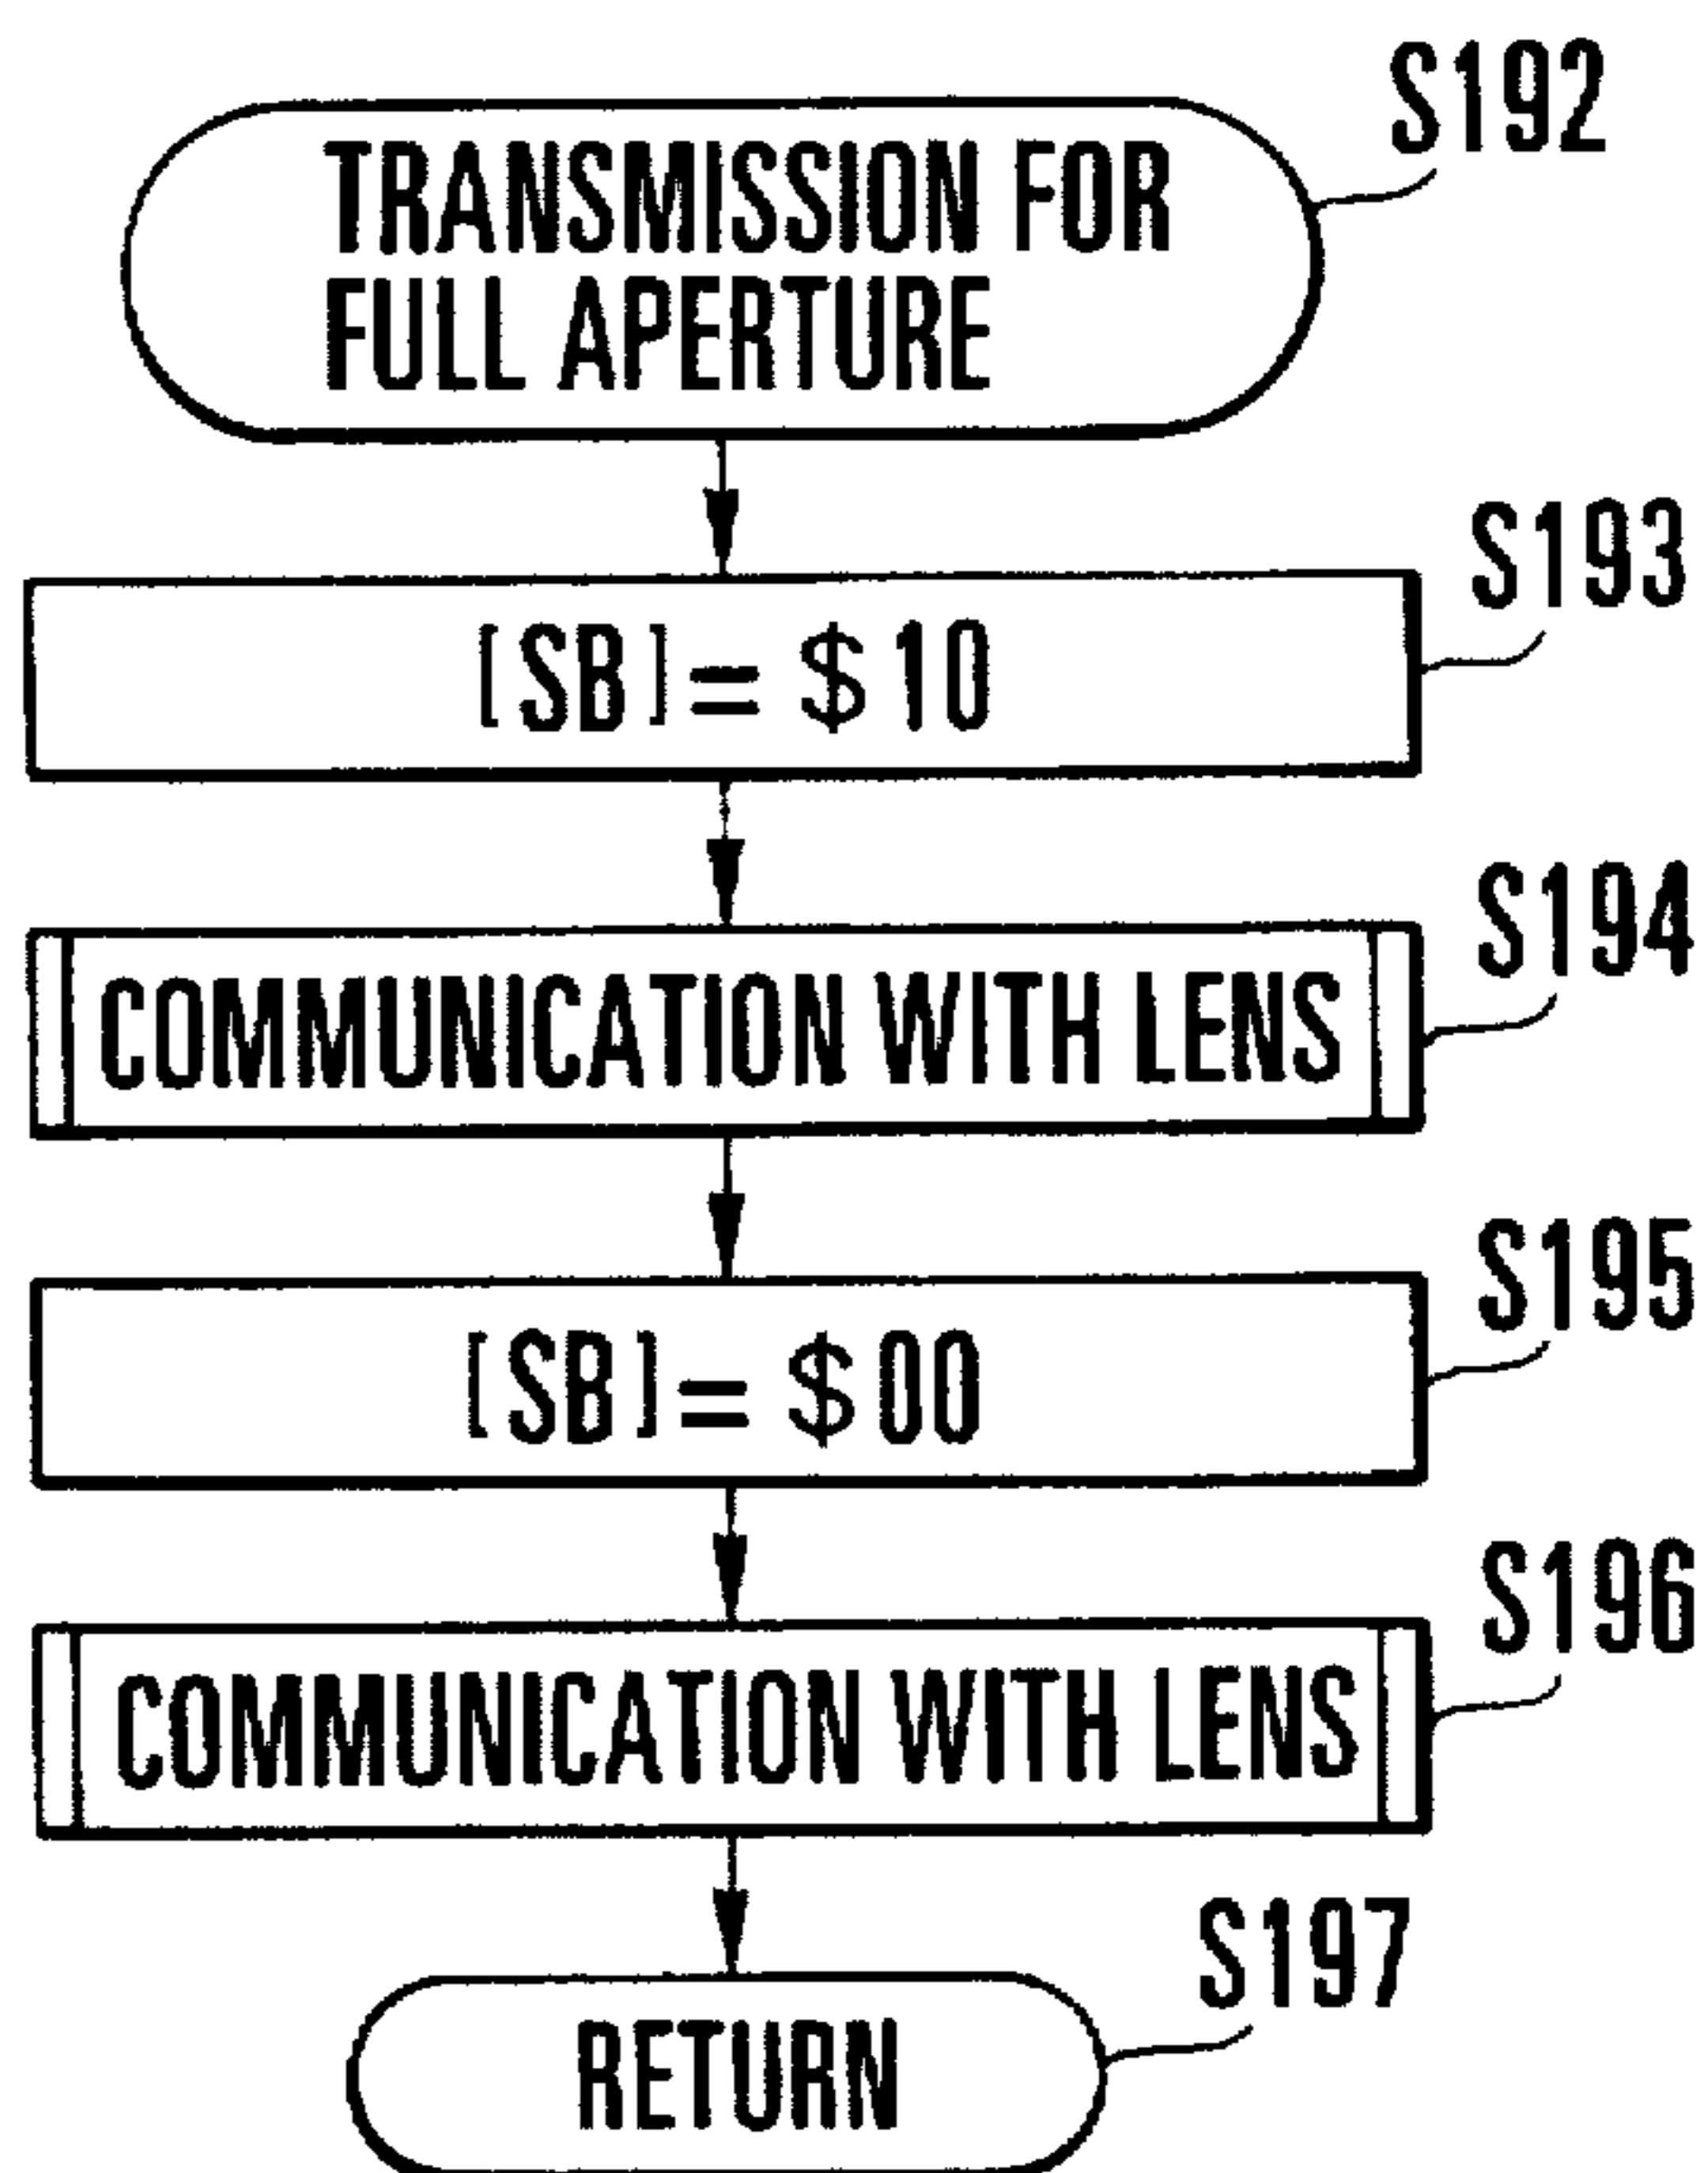 S192
TRANSMISSION FOR
FULL APERTURE
S193
[SB]= $10
S194
COMMUNICATION WITH LENS
S195
[SB]= $00
S196
COMMUNICATION WITH LENS
S197
RETURN